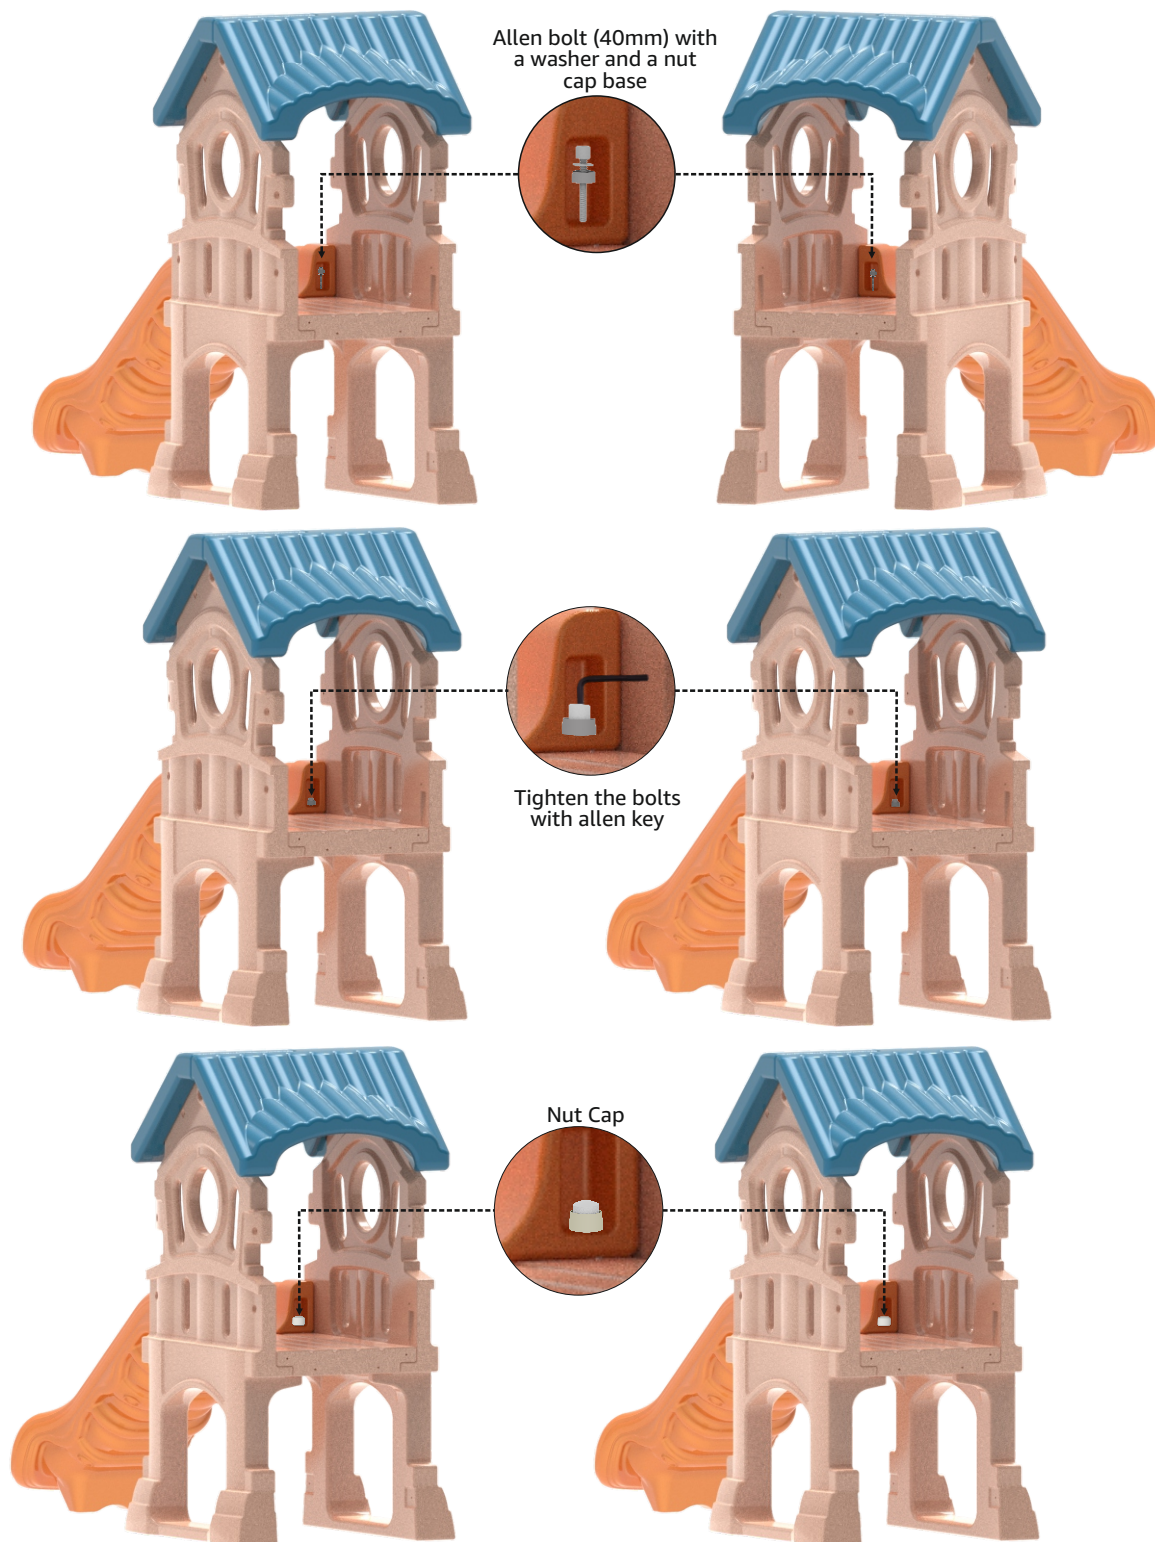 Allen bolt (40mm) with
a washer and a nut
cap base
Tighten the bolts
with allen key
Nut Cap